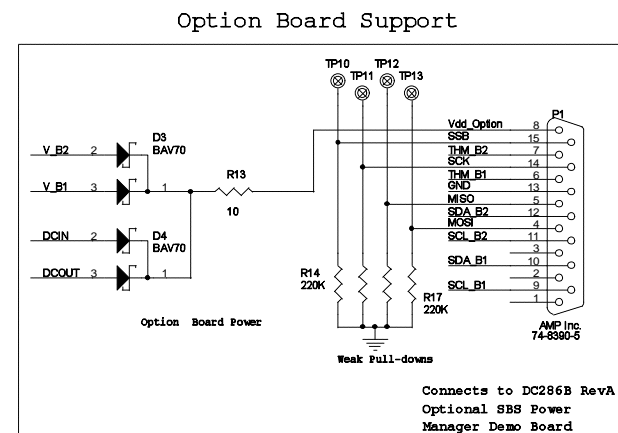 Option Board Support
TP10
TP12
TP11
TP13
P1
Vdd_Option 8
SSB 15
THM_B2 7
SCK 14
THM_B1 6
GND 13
MISO 5
SDA_B2 12
MOSI 4
SCL_B2 11
3
SDA_B1 10
2
SCL_B1 9
1
AMP Inc.
74-8390-5
D3
BAV70
V_B2 2
V_B1 3 1
R13
10
D4
BAV70
DCIN 2
DCOUT 3 1
Option Board Power
R14
220K
R17
220K
Weak Pull-downs
Connects to DC286B RevA
Optional SBS Power
Manager Demo Board